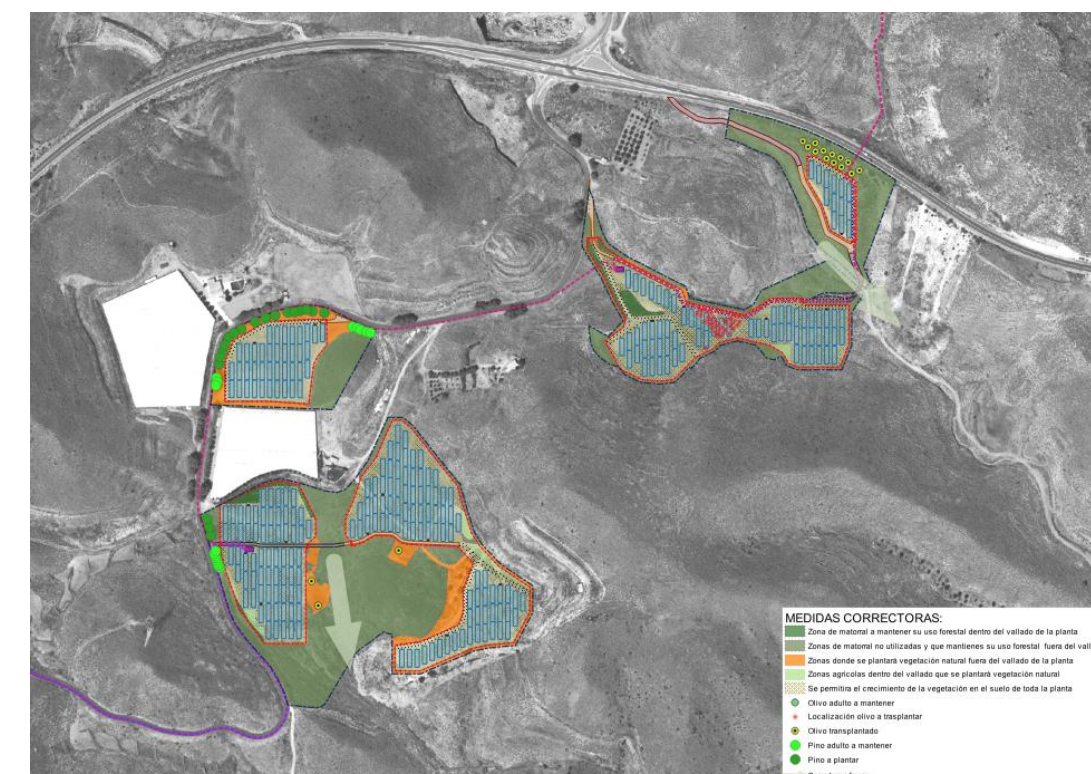 MEDIDAS CORRECTORAS:
Zona de matorral a mantener su uso forestal dentro del vallado de la planta
Zonas de matorral no utilizadas y que mantienes su uso forestal fuera del vall
Zonas donde se plantará vegetación natural fuera del vallado de la planta
Zonas agricolas dentro del vallado que se plantará vegetación natural
Se permitira el crecimiento de la vegetación en el suelo de toda la planta
Olivo adulto a mantener
Localización olivo a trasplantar
Olivo transplantado
Pino adulto a mantener
Pino a plantar